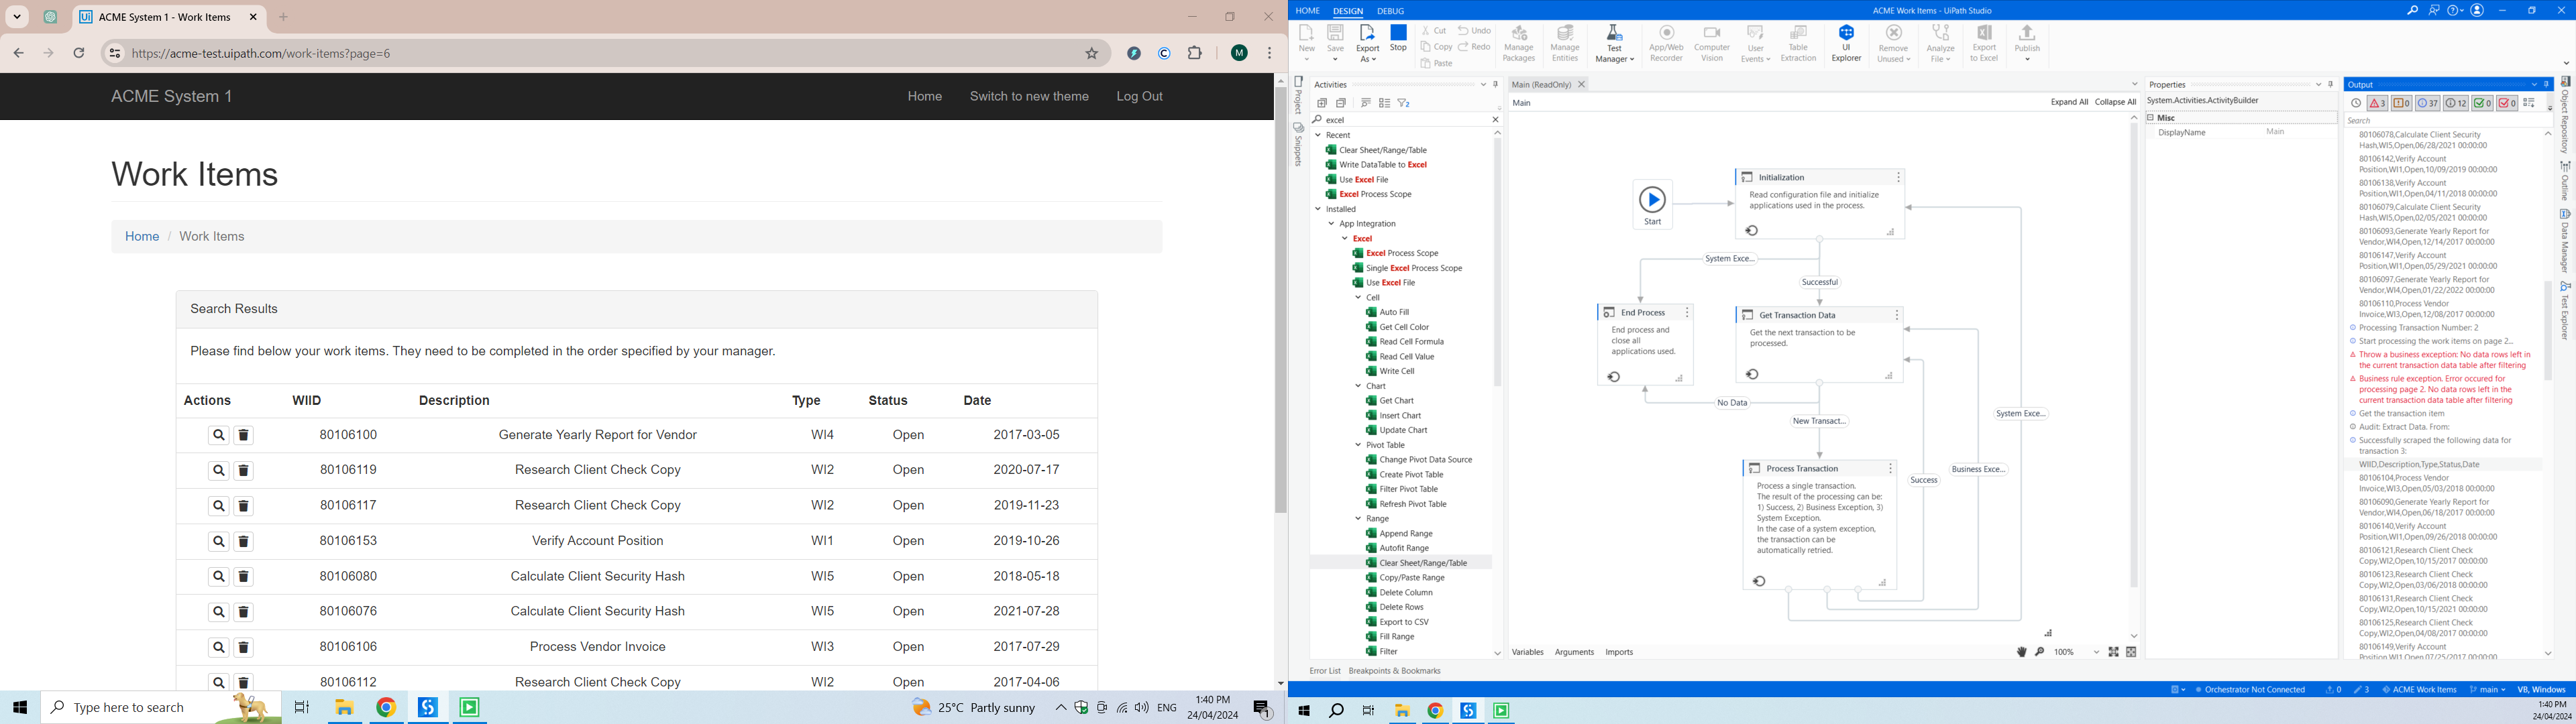 ACME System 1 - Work Items
https://acme-test.uipath.com/work-items?page=6
M
ACME System 1
Home
Switch to new theme
Log Out
Work Items
Home / Work Items
Search Results
Please find below your work items. They need to be completed in the order specified by your manager.
Actions WIID Description Type Status Date
80106100 Generate Yearly Report for Vendor WI4 Open 2017-03-05
80106119 Research Client Check Copy WI2 Open 2020-07-17
80106117 Research Client Check Copy WI2 Open 2019-11-23
80106153 Verify Account Position WI1 Open 2019-10-26
80106080 Calculate Client Security Hash WI5 Open 2018-05-18
80106076 Calculate Client Security Hash WI5 Open 2021-07-28
80106106 Process Vendor Invoice WI3 Open 2017-07-29
80106112 Research Client Check Copy WI2 Open 2017-04-06
Type here to search
25°C Partly sunny
ENG
1:40 PM
24/04/2024
1
HOME DESIGN DEBUG
ACME Work Items - UiPath Studio
New
Save
Export As
Stop
Cut
Copy
Paste
Undo
Redo
Manage Packages
Manage Entities
Test Manager
App/Web Recorder
Computer Vision
User Events
Table Extraction
UI Explorer
Remove Unused
Analyze File
Export to Excel
Publish
Project
Snippets
Activities
excel
Recent
Clear Sheet/Range/Table
Write DataTable to Excel
Use Excel File
Excel Process Scope
Installed
App Integration
Excel
Excel Process Scope
Single Excel Process Scope
Use Excel File
Cell
Auto Fill
Get Cell Color
Read Cell Formula
Read Cell Value
Write Cell
Chart
Get Chart
Insert Chart
Update Chart
Pivot Table
Change Pivot Data Source
Create Pivot Table
Filter Pivot Table
Refresh Pivot Table
Range
Append Range
Autofit Range
Clear Sheet/Range/Table
Copy/Paste Range
Delete Column
Delete Rows
Export to CSV
Fill Range
Filter
Error List Breakpoints & Bookmarks
Main (ReadOnly)
Main
Expand All Collapse All
Start
Initialization
Read configuration file and initialize
applications used in the process.
System Exce...
Successful
End Process
End process and
close all
applications used.
Get Transaction Data
Get the next transaction to be
processed.
No Data
New Transact...
System Exce...
Process Transaction
Process a single transaction.
The result of the processing can be:
1) Success, 2) Business Exception, 3)
System Exception.
In the case of a system exception,
the transaction can be
automatically retried.
Success
Business Exce...
Variables Arguments Imports
100%
Properties
System.Activities.ActivityBuilder
Misc
DisplayName Main
Output
3 0 37 12 0 0
Search
80106078,Calculate Client Security
Hash,WI5,Open,06/28/2021 00:00:00
80106142,Verify Account
Position,WI1,Open,10/09/2019 00:00:00
80106138,Verify Account
Position,WI1,Open,04/11/2018 00:00:00
80106079,Calculate Client Security
Hash,WI5,Open,02/05/2021 00:00:00
80106093,Generate Yearly Report for
Vendor,WI4,Open,12/14/2017 00:00:00
80106147,Verify Account
Position,WI1,Open,05/29/2021 00:00:00
80106097,Generate Yearly Report for
Vendor,WI4,Open,01/22/2022 00:00:00
80106110,Process Vendor
Invoice,WI3,Open,12/08/2017 00:00:00
Processing Transaction Number: 2
Start processing the work items on page 2...
Throw a business exception: No data rows left in
the current transaction data table after filtering
Business rule exception. Error occured for
processing page 2. No data rows left in the
current transaction data table after filtering
Get the transaction item
Audit: Extract Data. From:
Successfully scraped the following data for
transaction 3:
WIID,Description,Type,Status,Date
80106104,Process Vendor
Invoice,WI3,Open,05/03/2018 00:00:00
80106090,Generate Yearly Report for
Vendor,WI4,Open,06/18/2017 00:00:00
80106140,Verify Account
Position,WI1,Open,09/26/2018 00:00:00
80106121,Research Client Check
Copy,WI2,Open,10/15/2017 00:00:00
80106123,Research Client Check
Copy,WI2,Open,03/06/2018 00:00:00
80106131,Research Client Check
Copy,WI2,Open,10/15/2021 00:00:00
80106125,Research Client Check
Copy,WI2,Open,04/08/2017 00:00:00
80106149,Verify Account
Position,WI1,Open,07/25/2017 00:00:00
Object Repository
Outline
Data Manager
Test Explorer
Orchestrator Not Connected
0
3
ACME Work Items
main
VB, Windows
1:40 PM
24/04/2024